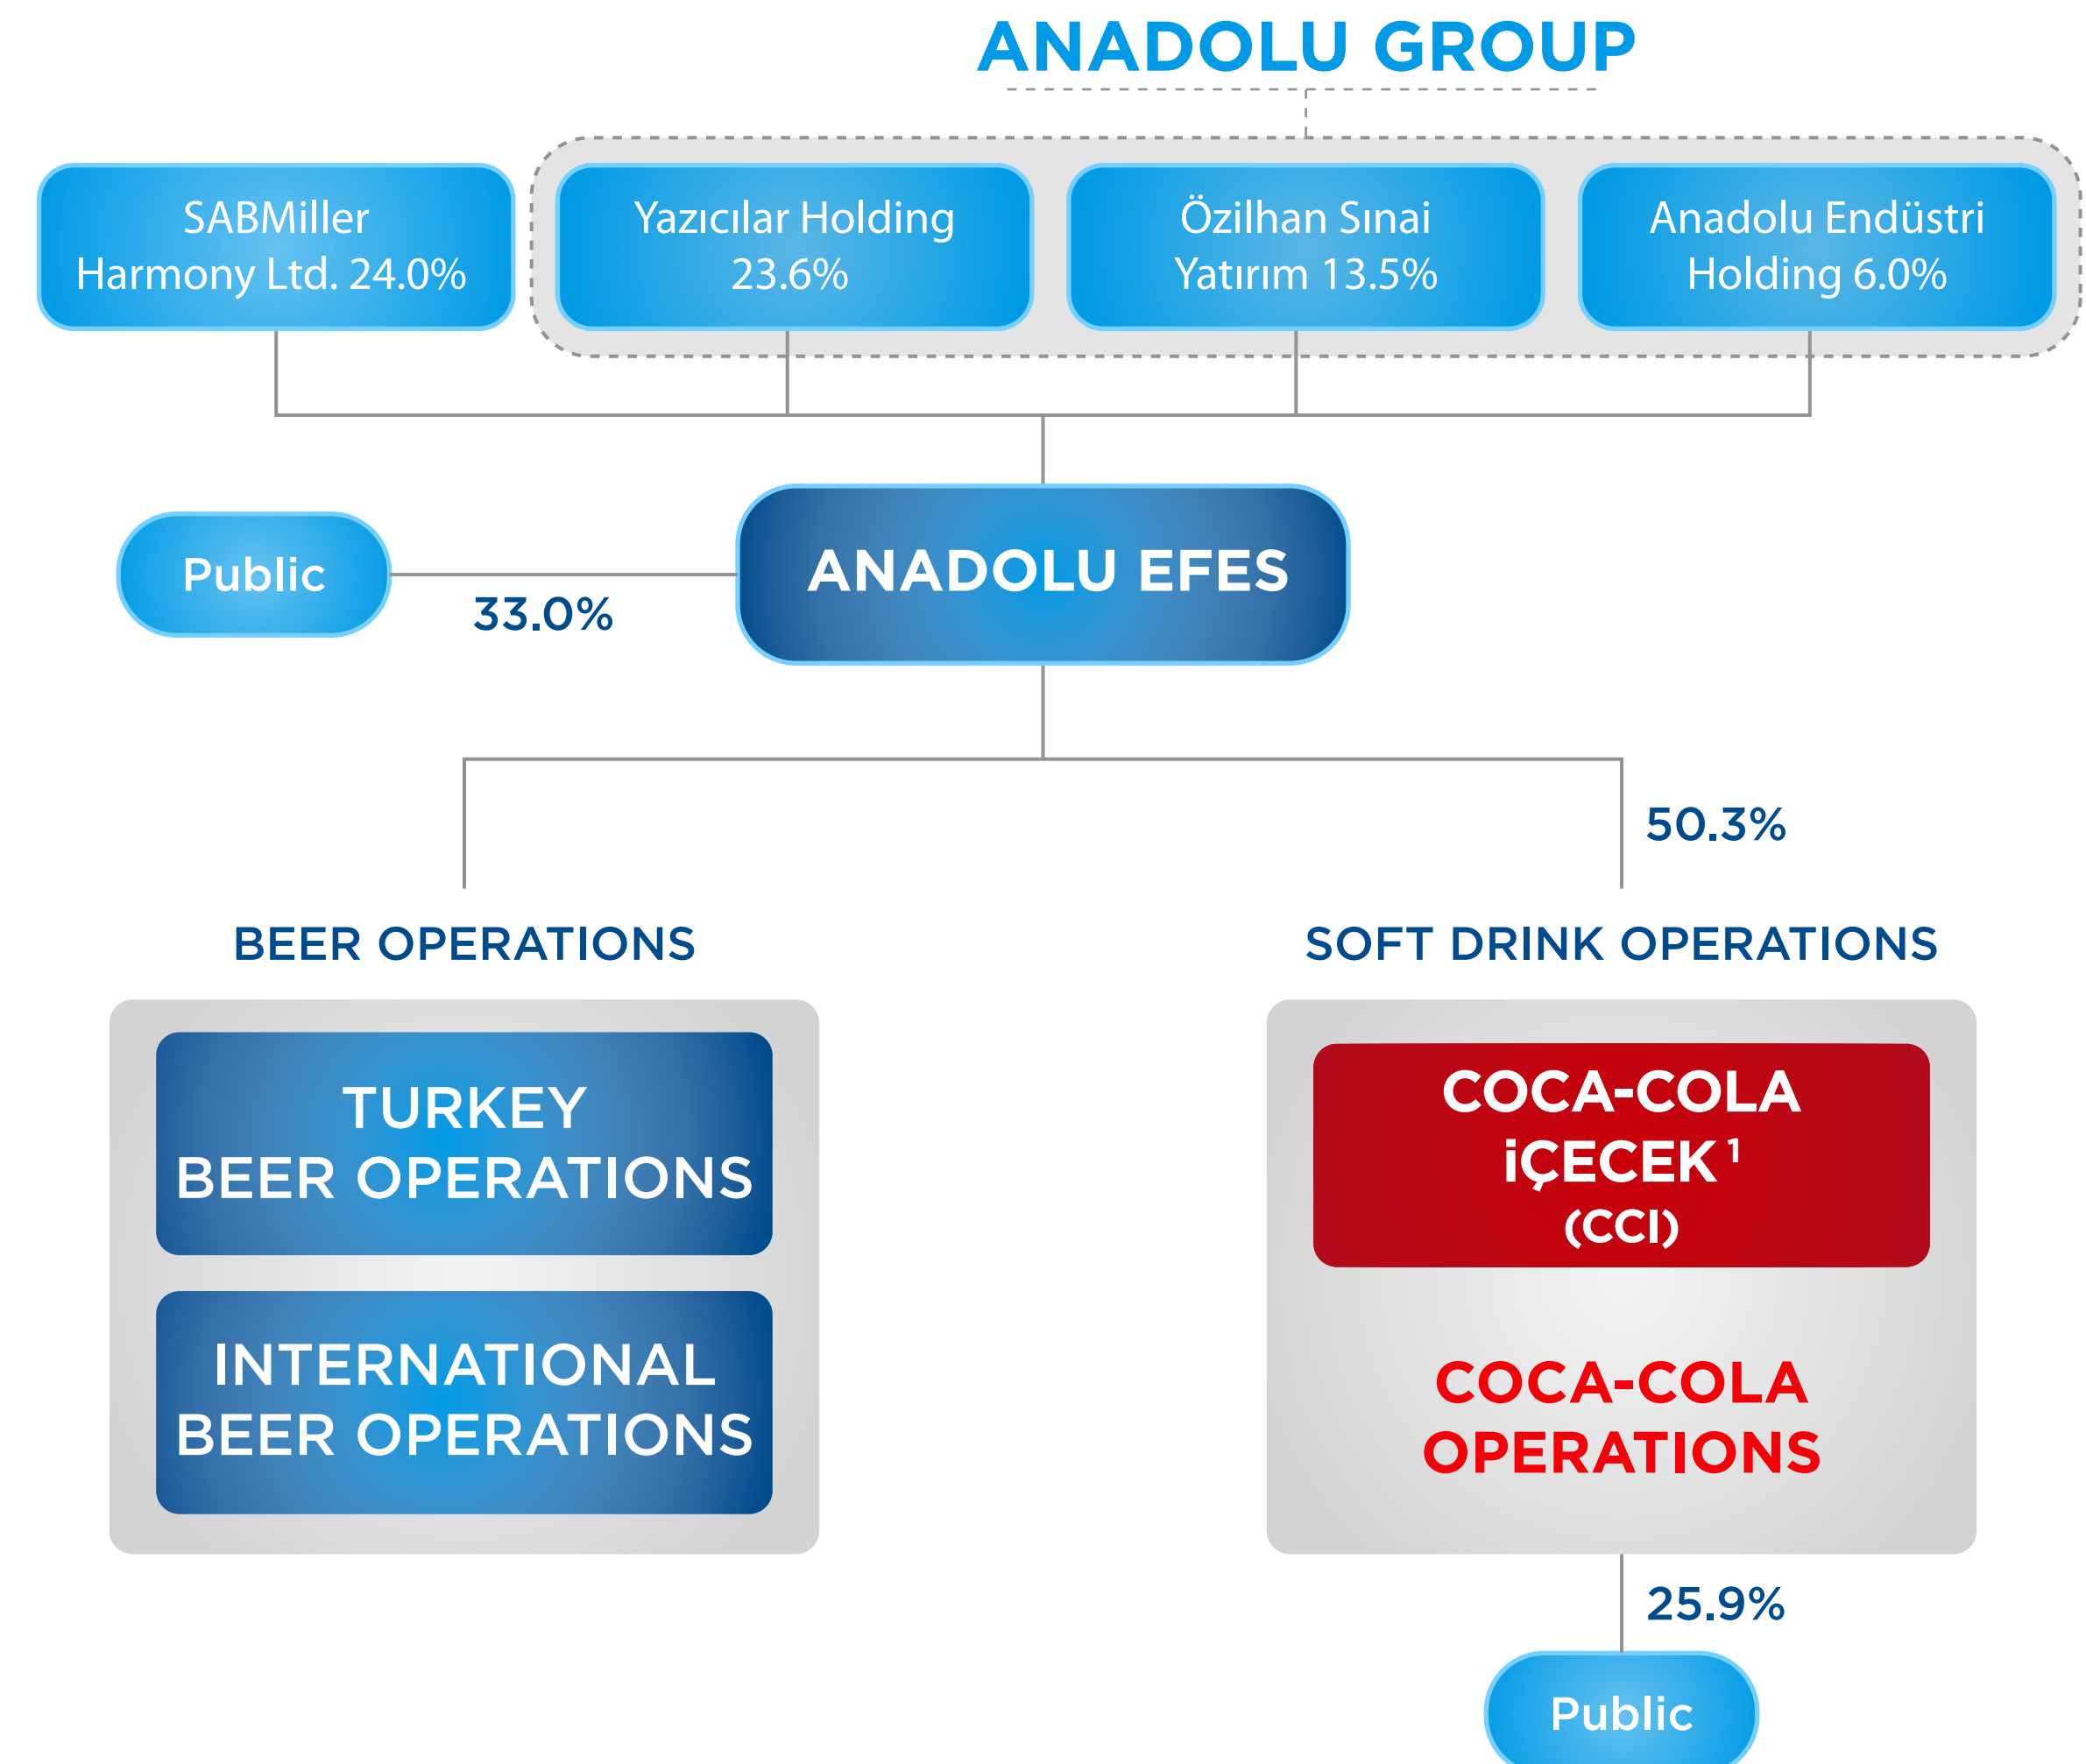 ANADOLU GROUP
SABMiller
Harmony Ltd. 24.0%
Yazıcılar Holding
23.6%
Özilhan Sınai
Yatırım 13.5%
Anadolu Endüstri
Holding 6.0%
Public
33.0%
ANADOLU EFES
50.3%
BEER OPERATIONS
SOFT DRINK OPERATIONS
TURKEY
BEER OPERATIONS
INTERNATIONAL
BEER OPERATIONS
COCA-COLA
iÇECEK 1
(CCI)
COCA-COLA
OPERATIONS
25.9%
Public